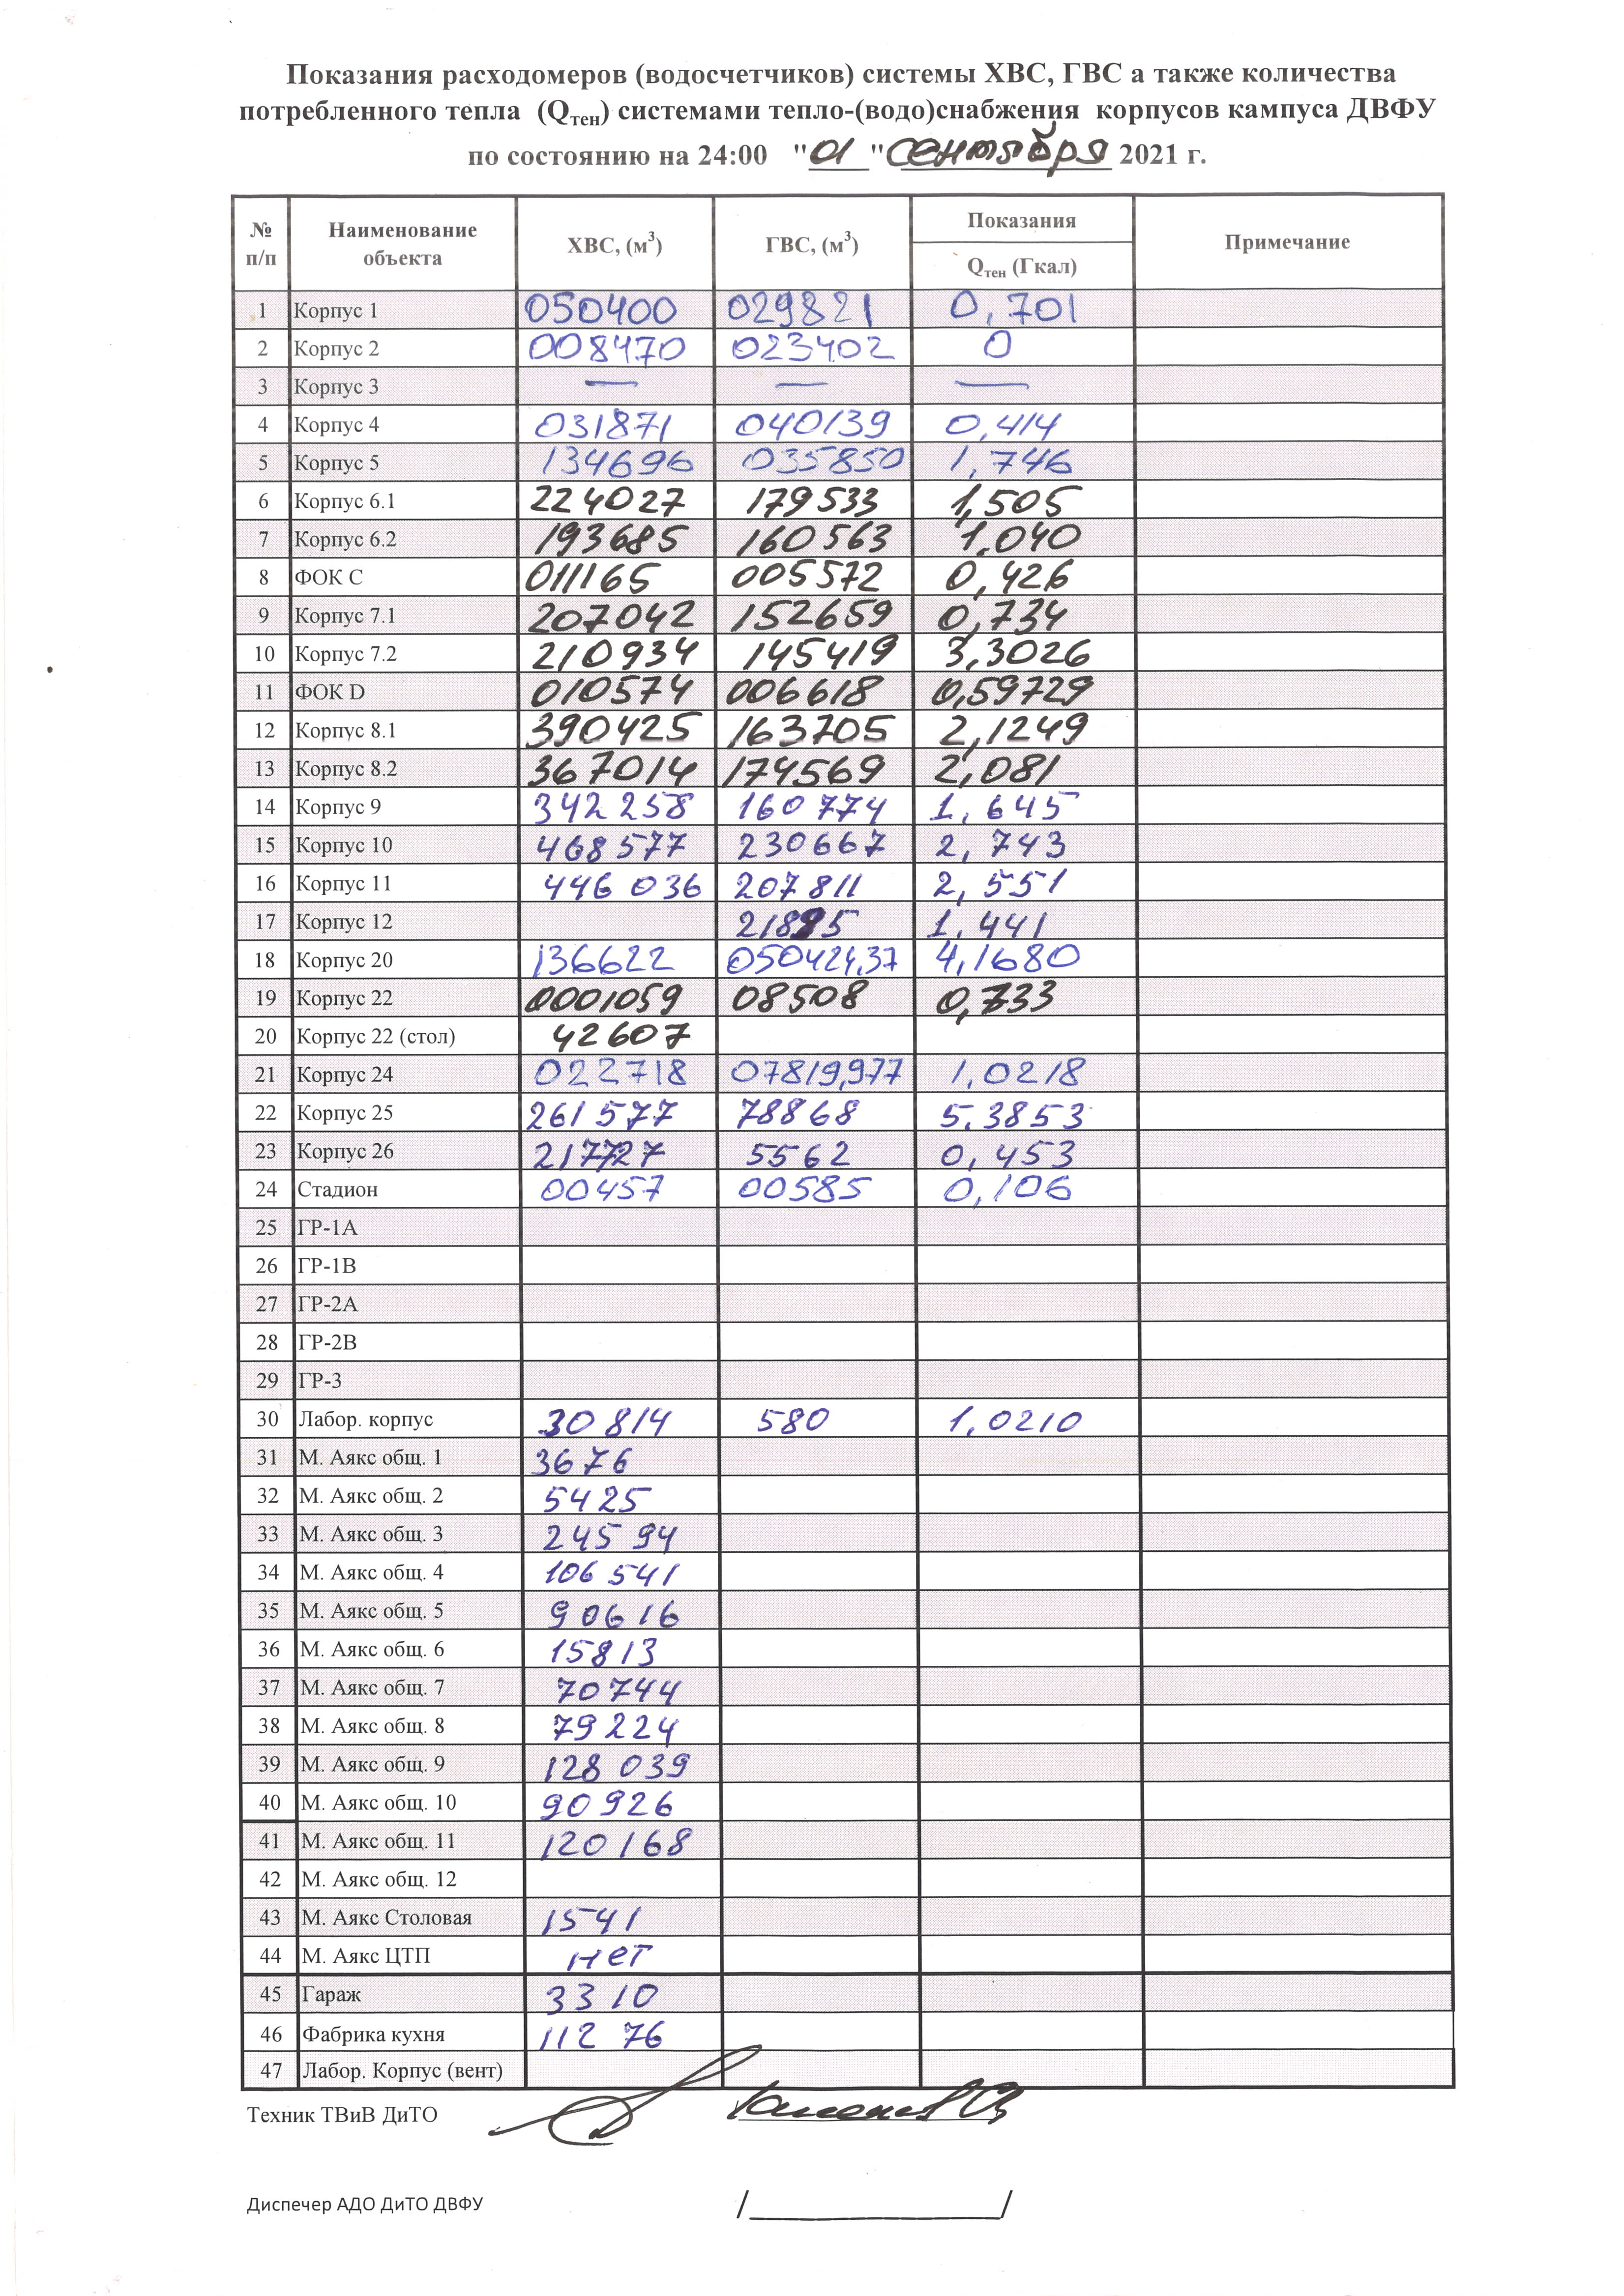 Показания расходомеров (водосчетчиков) системы ХВС, ГВС а также количества
потребленного тепла (Qтен) системами тепло-(водо)снабжения корпусов кампуса ДВФУ
по состоянию на 24:00 "01" сентября 2021 г.
№ п/п Наименование объекта ХВС, (м³) ГВС, (м³) Показания Qтен (Гкал) Примечание
1 Корпус 1 050400 029821 0,701
2 Корпус 2 008470 023402 0
3 Корпус 3 — — —
4 Корпус 4 031871 040139 0,414
5 Корпус 5 134696 035850 1,746
6 Корпус 6.1 224027 179533 1,505
7 Корпус 6.2 193685 160563 1.040
8 ФОК С 011165 005572 0,426
9 Корпус 7.1 207042 152659 0,734
10 Корпус 7.2 210934 145419 3,3026
11 ФОК D 010574 006618 0,59729
12 Корпус 8.1 390425 163705 2,1249
13 Корпус 8.2 367014 174569 2,081
14 Корпус 9 342258 160774 1,645
15 Корпус 10 468577 230667 2,743
16 Корпус 11 446036 207811 2,551
17 Корпус 12 1,441
18 Корпус 20 136622 050424,37 4,1680
19 Корпус 22 0001059 08508 0,733
20 Корпус 22 (стол) 42607
21 Корпус 24 022718 07819,977 1,0218
22 Корпус 25 261577 78868 5.3853
23 Корпус 26 217727 5562 0,453
24 Стадион 00457 00585 0,106
25 ГР-1А
26 ГР-1В
27 ГР-2А
28 ГР-2В
29 ГР-3
30 Лабор. корпус 30814 580 1,0210
31 М. Аякс общ. 1 3676
32 М. Аякс общ. 2 5425
33 М. Аякс общ. 3 24594
34 М. Аякс общ. 4 106541
35 М. Аякс общ. 5 90616
36 М. Аякс общ. 6 15813
37 М. Аякс общ. 7 70744
38 М. Аякс общ. 8 79224
39 М. Аякс общ. 9 128039
40 М. Аякс общ. 10 90926
41 М. Аякс общ. 11 120168
42 М. Аякс общ. 12
43 М. Аякс Столовая 1541
44 М. Аякс ЦТП нет
45 Гараж 3310
46 Фабрика кухня 11276
47 Лабор. Корпус (вент)
Техник ТВиВ ДиТО
Диспечер АДО ДиТО ДВФУ /____________/